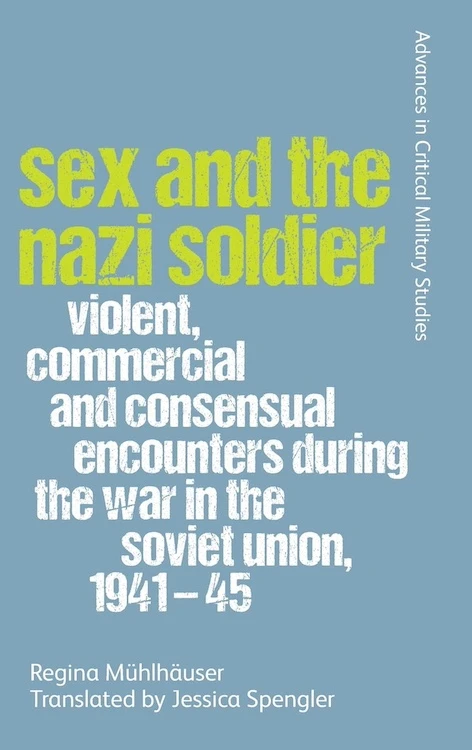 Advances in Critical Military Studies
sex and the
nazi soldier
violent,
commercial
and consensual
encounters during
the war in the
soviet union,
1941 – 45
Regina Mühlhäuser
Translated by Jessica Spengler